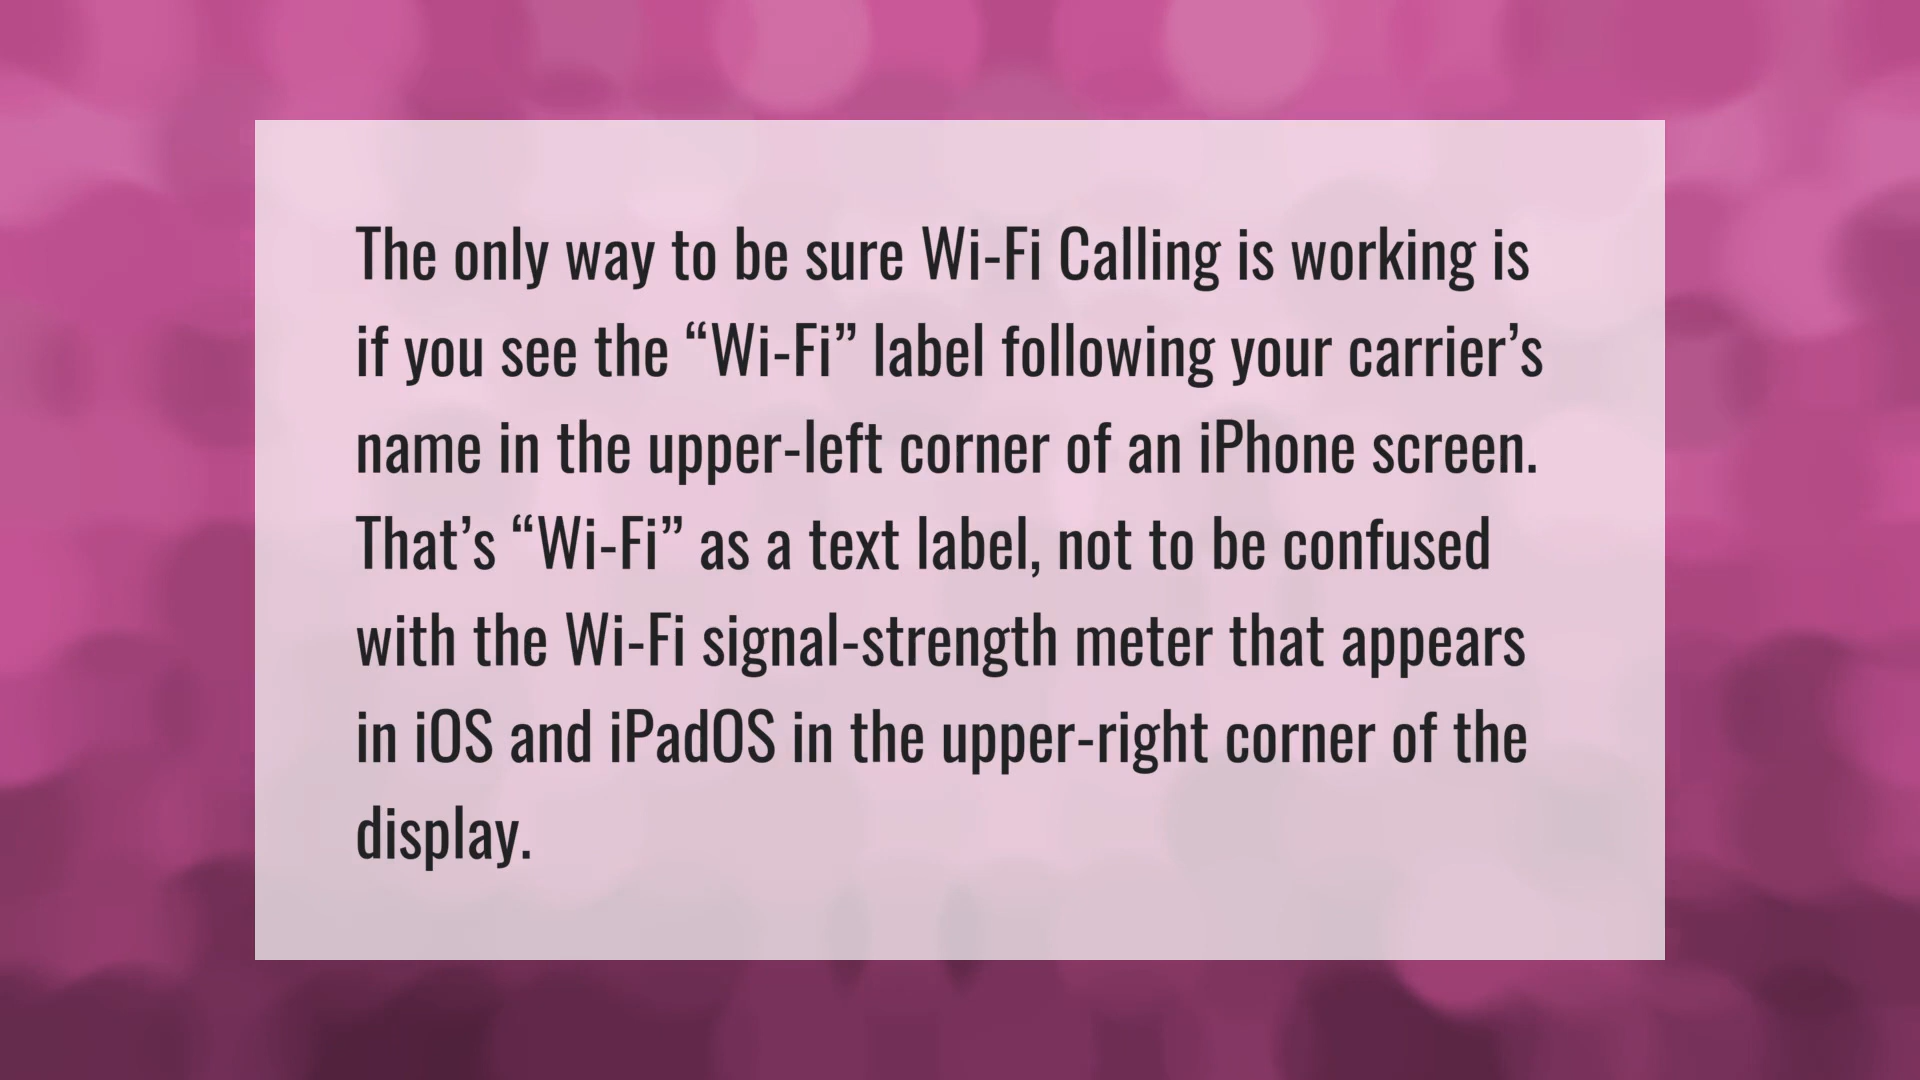 The only way to be sure Wi-Fi Calling is working is
if you see the “Wi-Fi” label following your carrier’s
name in the upper-left corner of an iPhone screen.
That’s “Wi-Fi” as a text label, not to be confused
with the Wi-Fi signal-strength meter that appears
in iOS and iPadOS in the upper-right corner of the
display.